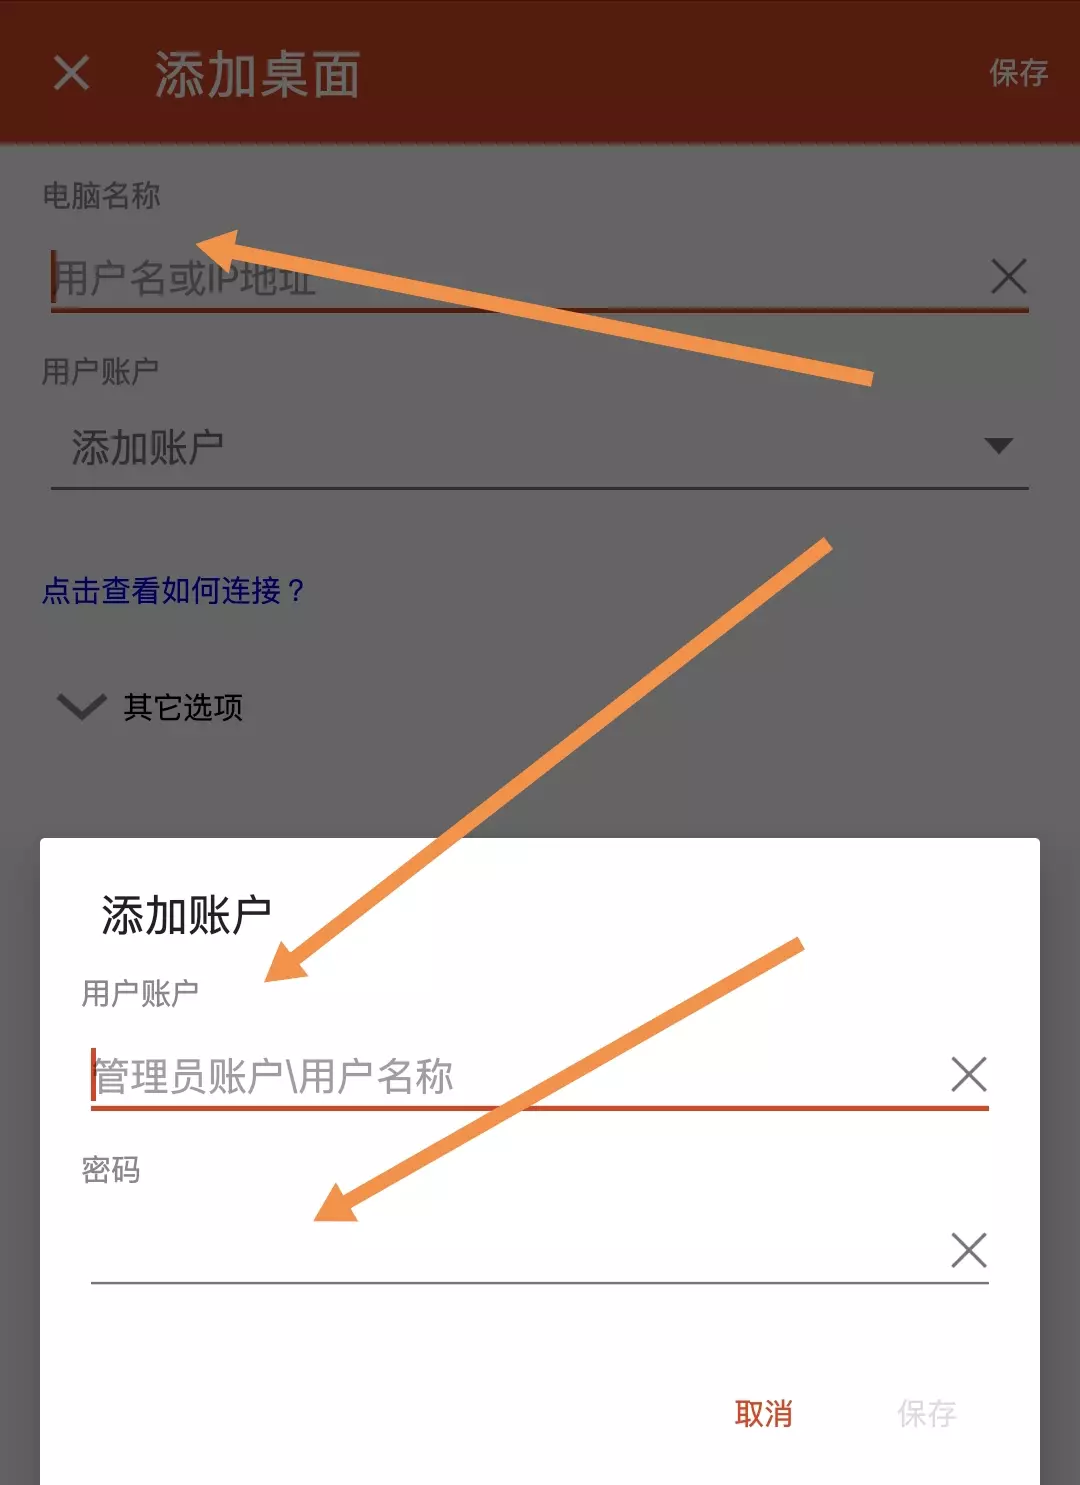 添加桌面
保存
电脑名称
用户名或IP地址
用户账户
添加账户
点击查看如何连接？
其它选项
添加账户
用户账户
管理员账户\用户名称
密码
取消
保存